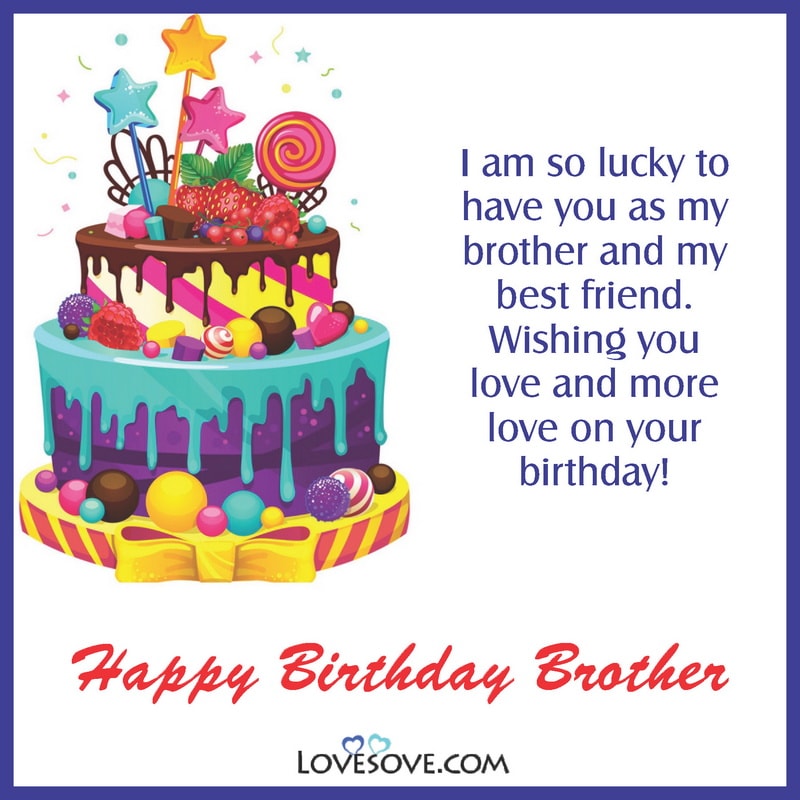 I am so lucky to
have you as my
brother and my
best friend.
Wishing you
love and more
love on your
birthday!
Happy Birthday Brother
LOVESOVE.COM